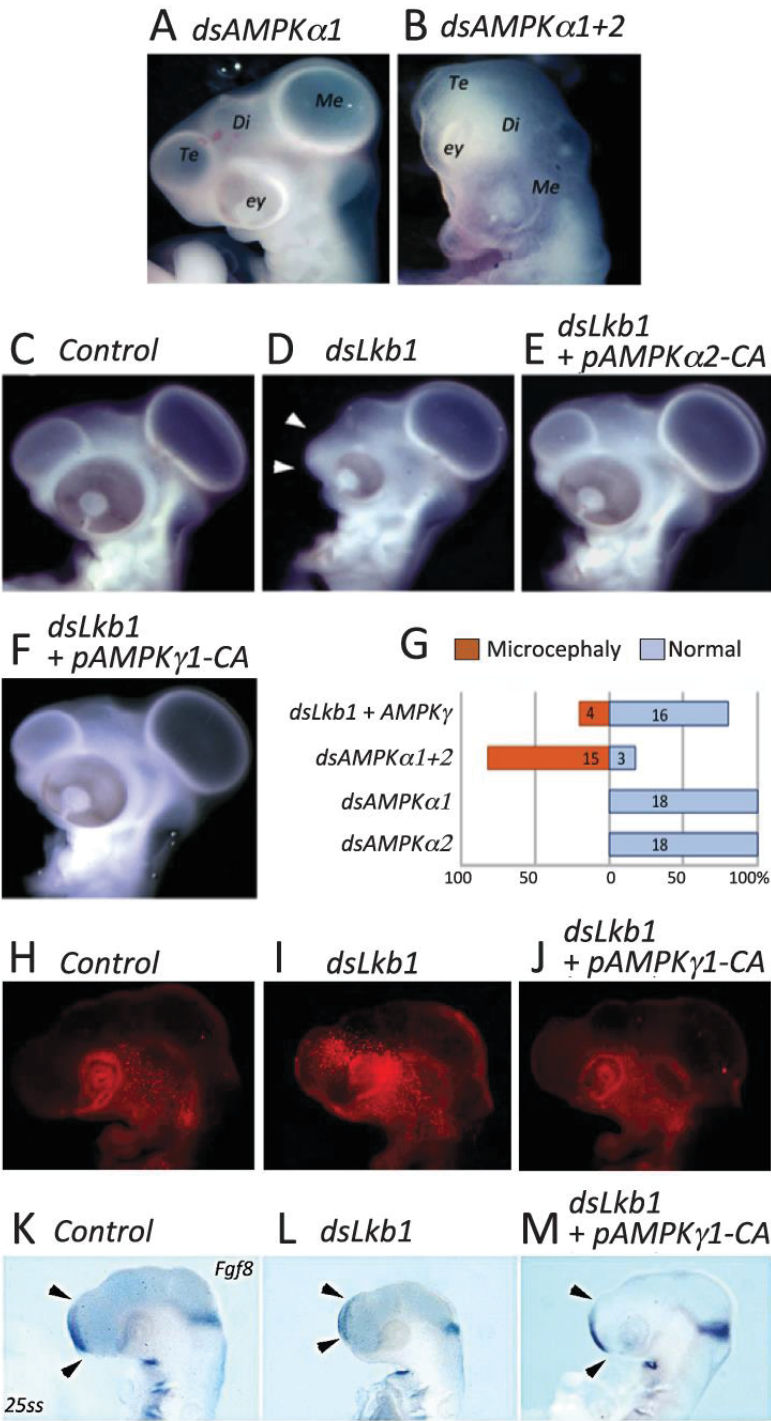 A dsAMPKα1
B dsAMPKα1+2
Te
Di
Me
ey
Te
Di
ey
Me
C Control
D dsLkb1
E dsLkb1
+ pAMPKα2-CA
F dsLkb1
+ pAMPKγ1-CA
G
Microcephaly
Normal
dsLkb1 + AMPKγ
4
16
dsAMPKα1+2
15
3
dsAMPKα1
18
dsAMPKα2
18
100 50 0 50 100%
H Control
I dsLkb1
J dsLkb1
+ pAMPKγ1-CA
K Control
L dsLkb1
M dsLkb1
+ pAMPKγ1-CA
Fgf8
25ss